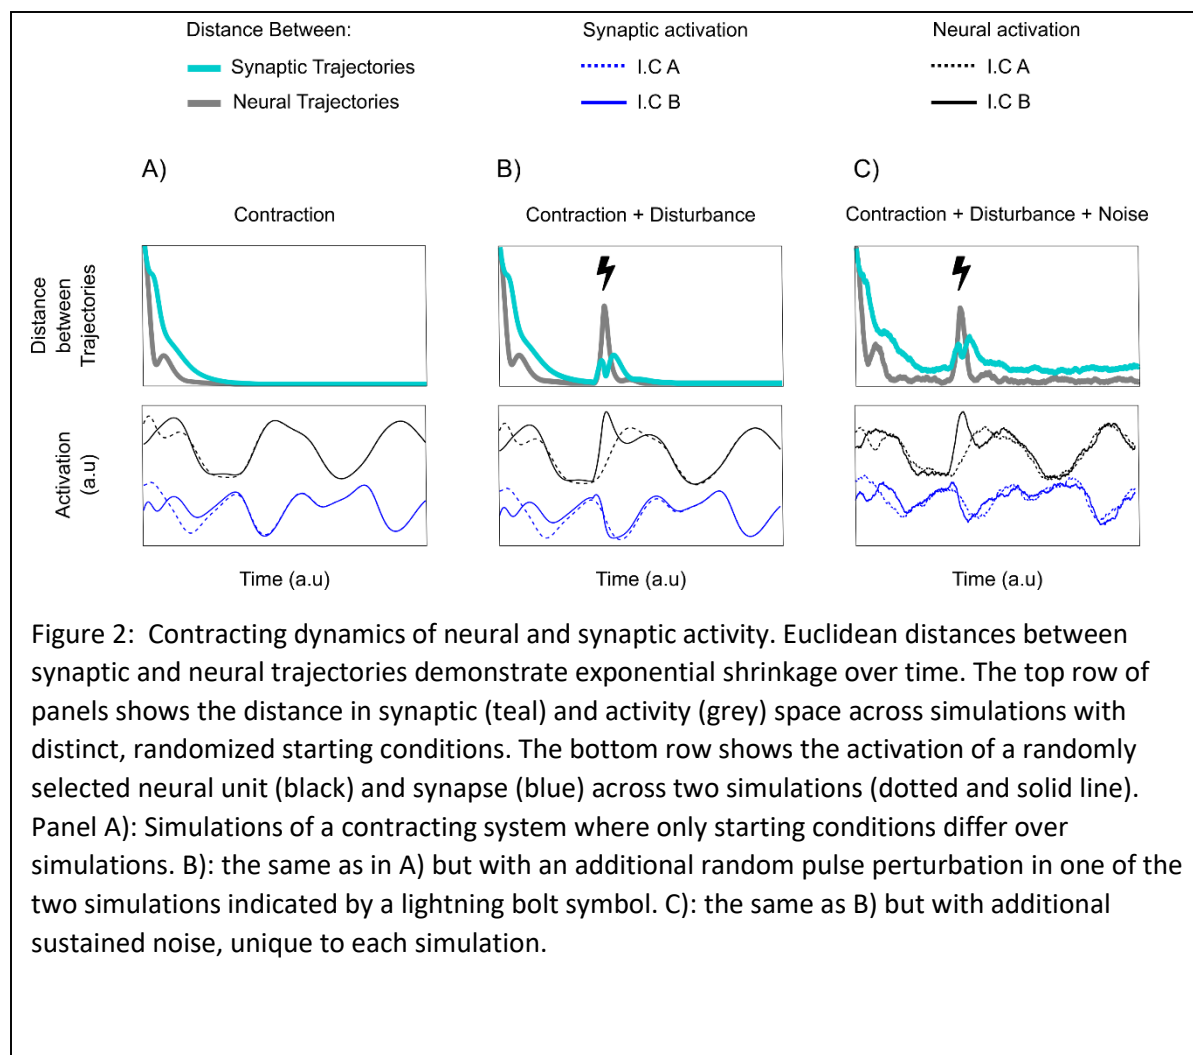 Distance Between:
Synaptic Trajectories
Neural Trajectories
Synaptic activation
I.C A
I.C B
Neural activation
I.C A
I.C B
A)
Contraction
B)
Contraction + Disturbance
C)
Contraction + Disturbance + Noise
Distance
between
Trajectories
Activation
(a.u)
Time (a.u)
Time (a.u)
Time (a.u)
Figure 2:  Contracting dynamics of neural and synaptic activity. Euclidean distances between
synaptic and neural trajectories demonstrate exponential shrinkage over time. The top row of
panels shows the distance in synaptic (teal) and activity (grey) space across simulations with
distinct, randomized starting conditions. The bottom row shows the activation of a randomly
selected neural unit (black) and synapse (blue) across two simulations (dotted and solid line).
Panel A): Simulations of a contracting system where only starting conditions differ over
simulations. B): the same as in A) but with an additional random pulse perturbation in one of the
two simulations indicated by a lightning bolt symbol. C): the same as B) but with additional
sustained noise, unique to each simulation.